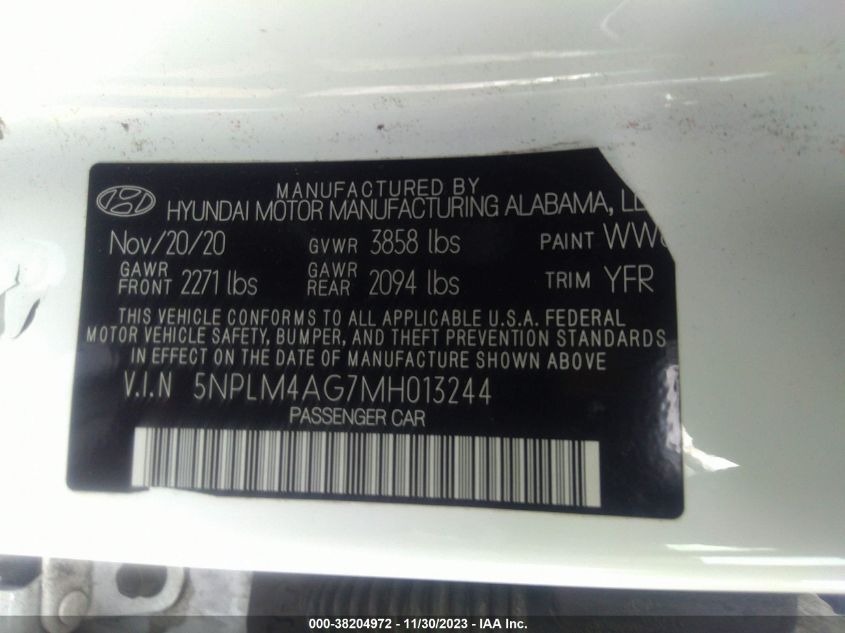 MANUFACTURED BY
HYUNDAI MOTOR MANUFACTURING ALABAMA,
Nov/20/20 GVWR 3858 lbs PAINT
GAWR FRONT 2271 lbs GAWR REAR 2094 lbs TRIM YFR
THIS VEHICLE CONFORMS TO ALL APPLICABLE U.S.A. FEDERAL
MOTOR VEHICLE SAFETY, BUMPER, AND THEFT PREVENTION STANDARDS
IN EFFECT ON THE DATE OF MANUFACTURE SHOWN ABOVE.
V.I.N 5NPLM4AG7MH013244
PASSENGER CAR
000-38204972 - 11/30/2023 - IAA Inc.